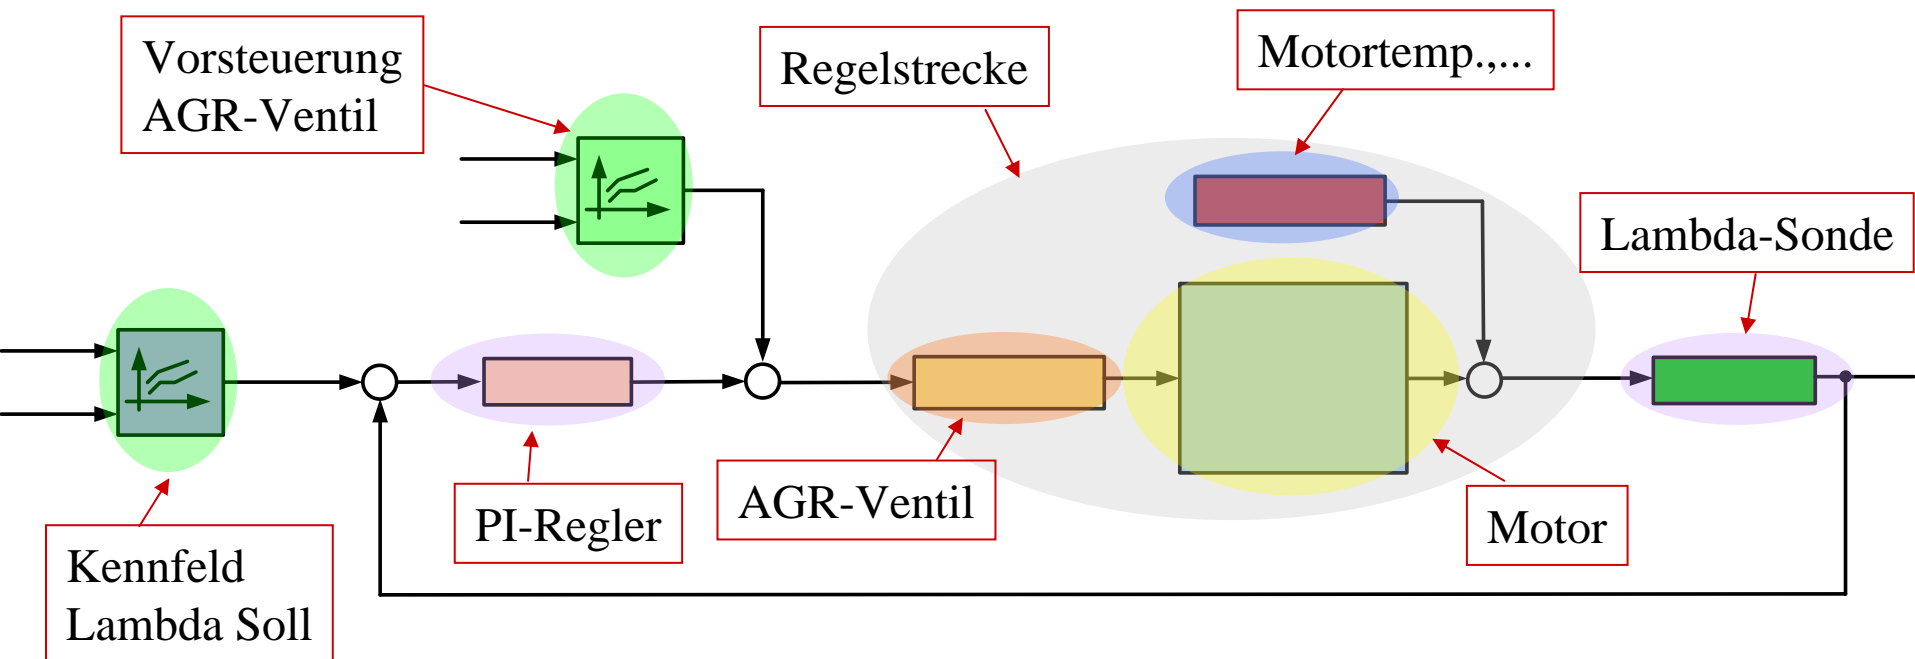 Vorsteuerung
AGR-Ventil
Regelstrecke
Motortemp.,...
Lambda-Sonde
Kennfeld
Lambda Soll
PI-Regler
AGR-Ventil
Motor